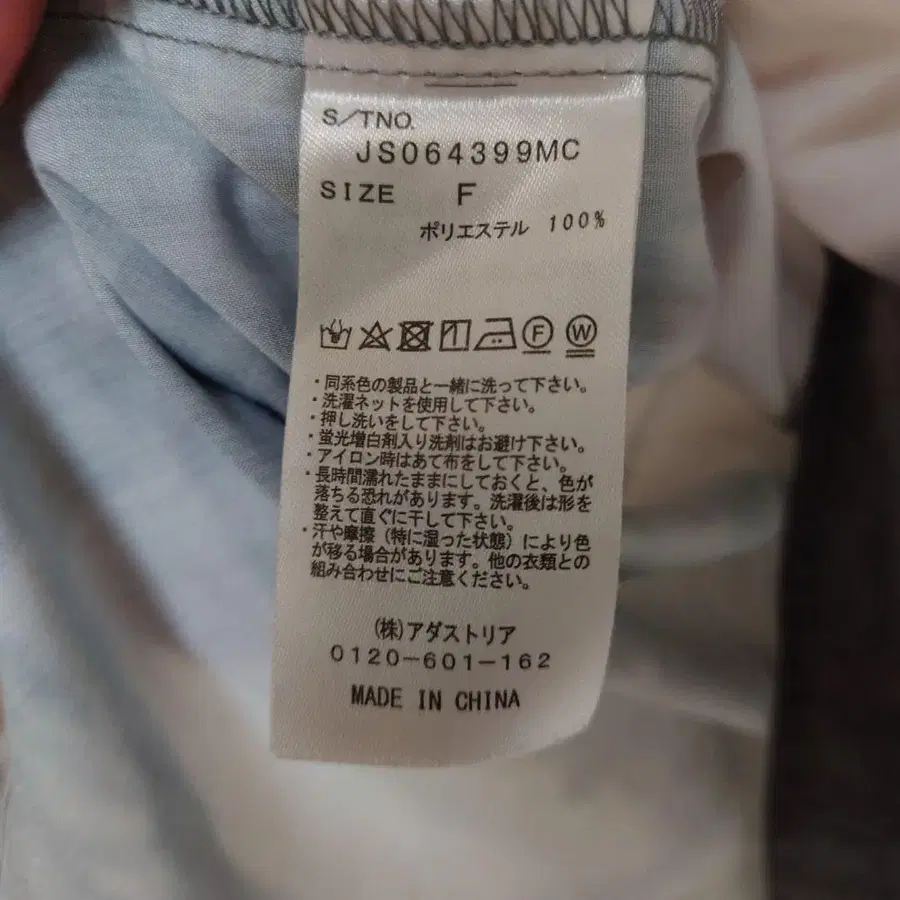 S/TNO.
JS064399MC
SIZE F
ポリエステル 100%
F W
・同系色の製品と一緒に洗って下さい。
・洗濯ネットを使用して下さい。
・押し洗いをして下さい。
・蛍光増白剤入り洗剤はお避け下さい。
・アイロン時はあて布をして下さい。
・長時間濡れたままにしておくと、色が
落ちる恐れがあります。洗濯後は形を
整えて直ぐに干して下さい。
・汗や摩擦（特に湿った状態）により色
が移る場合があります。他の衣類との
組み合わせにご注意ください。
(株)アダストリア
0120-601-162
MADE IN CHINA